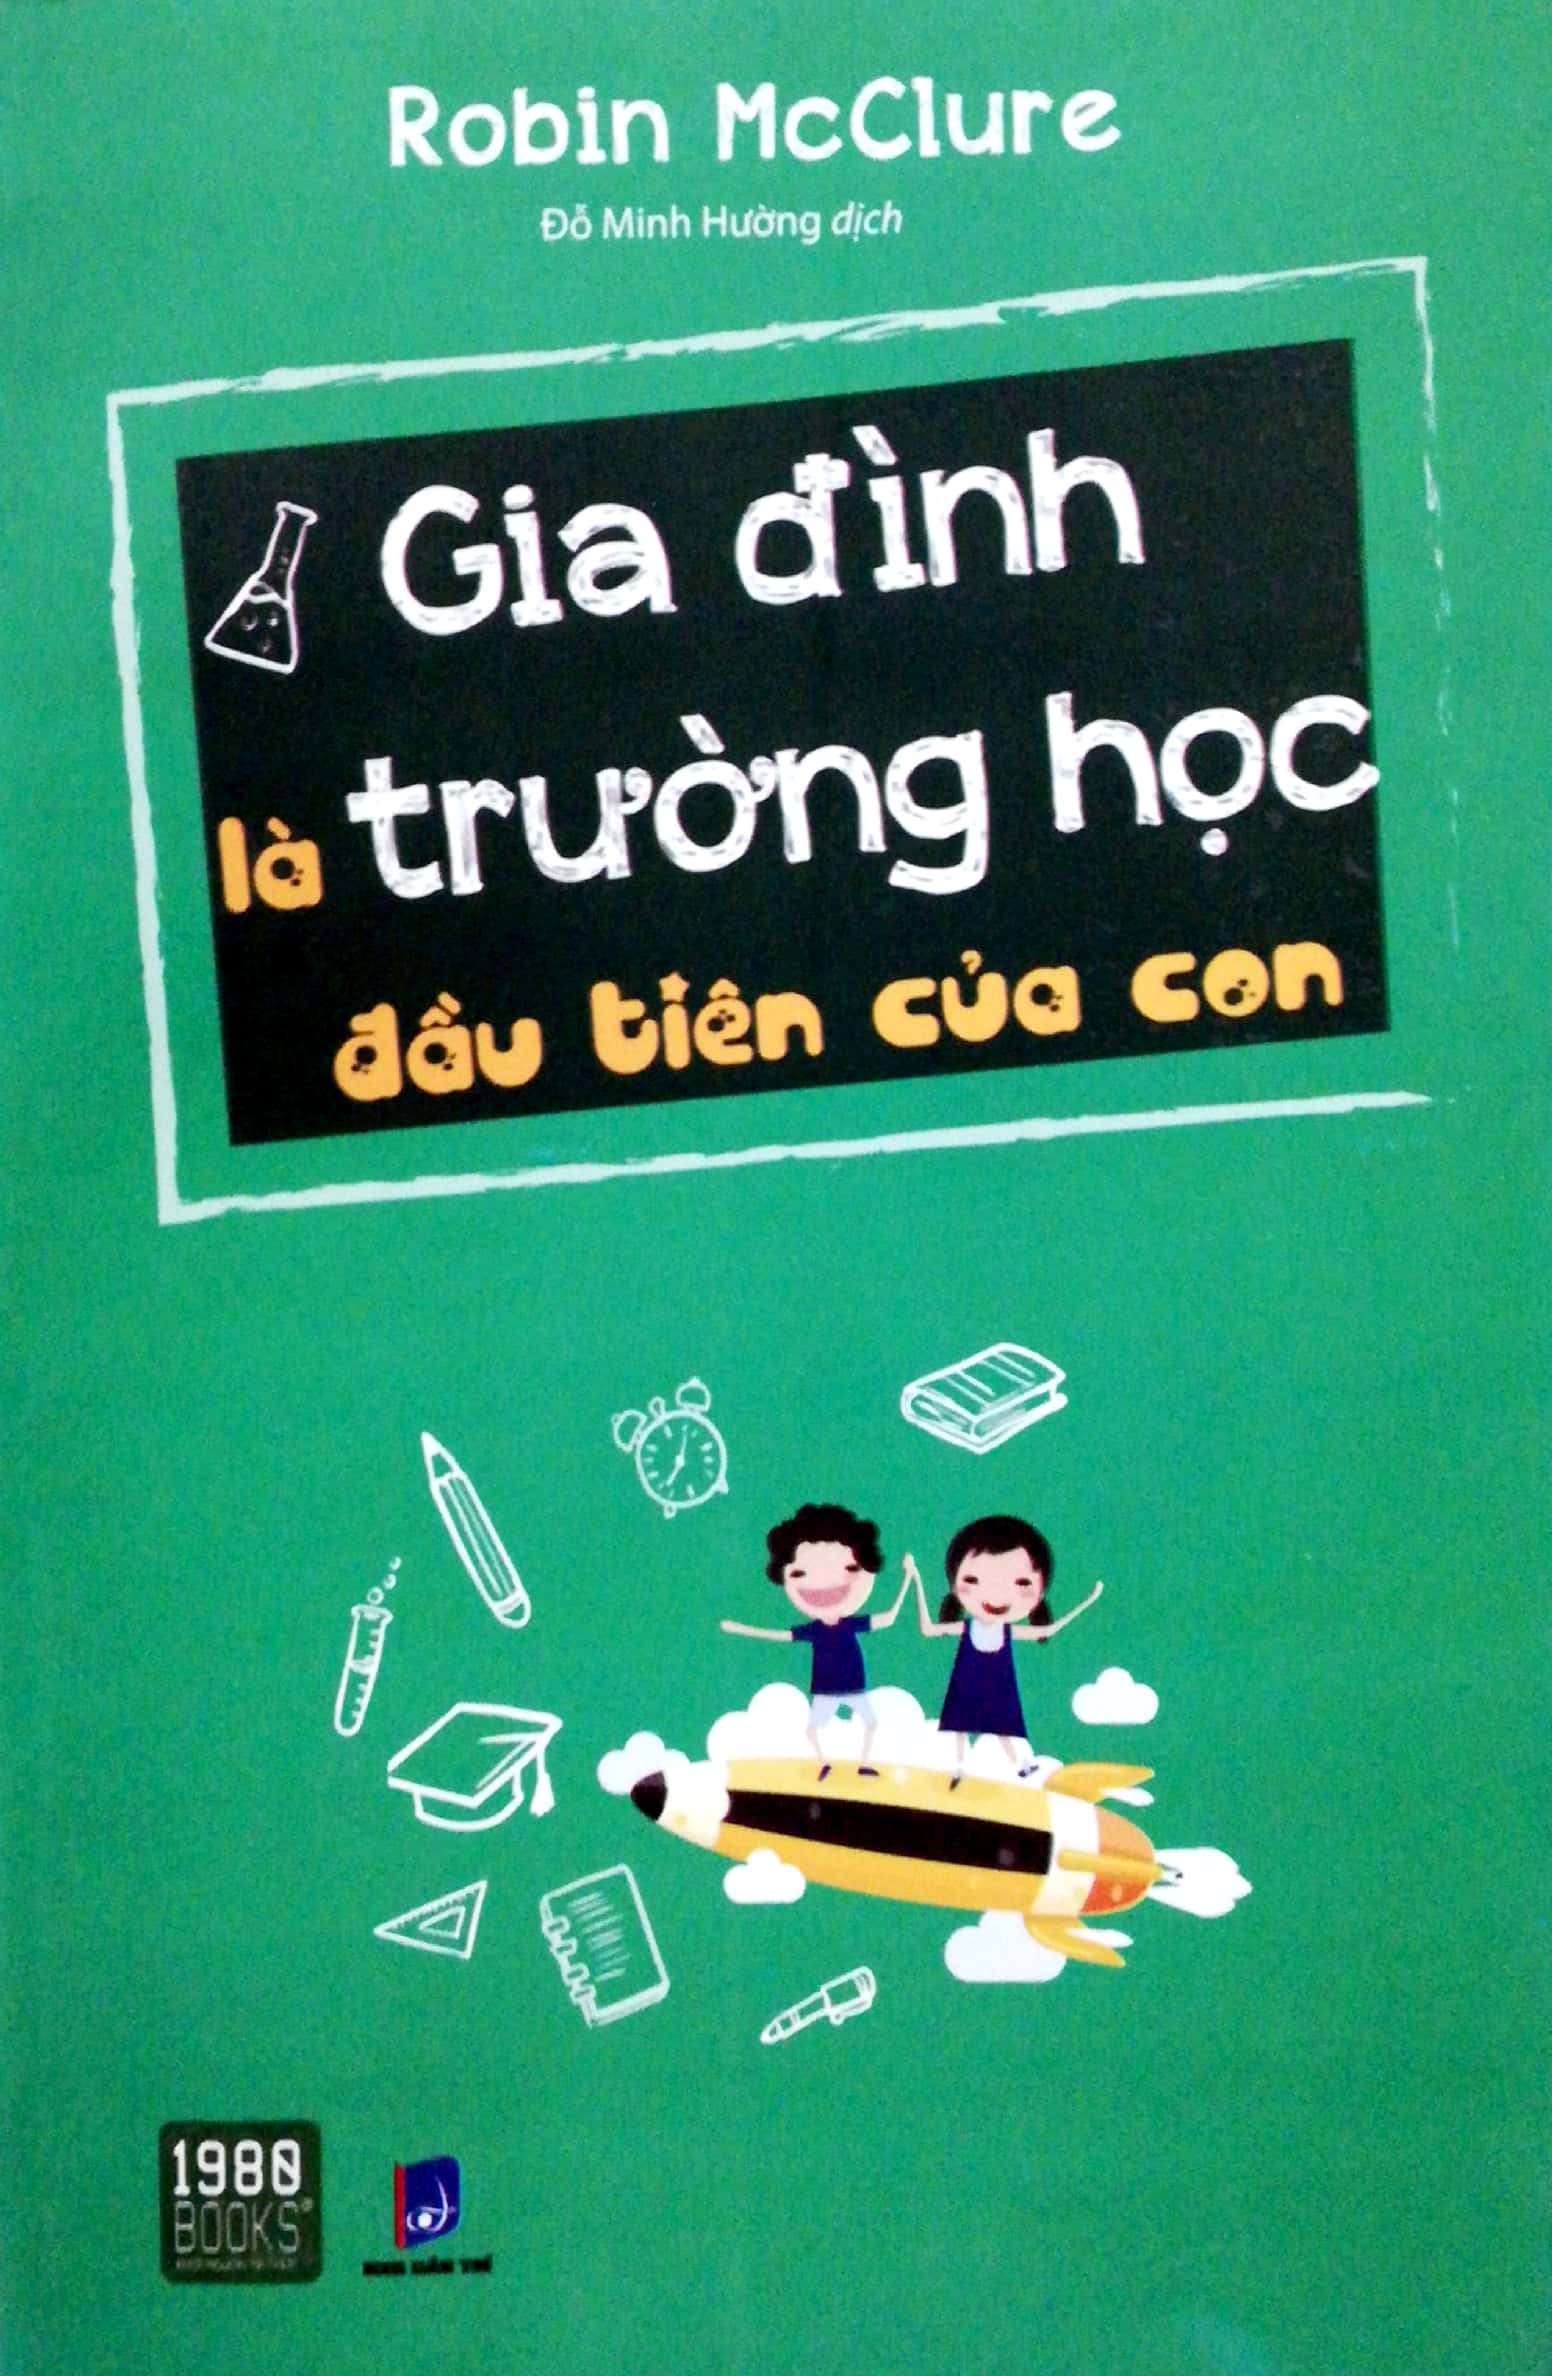 Robin McClure
Đỗ Minh Hường dịch
Gia đình
là trường học
đầu tiên của con
1980
BOOKS